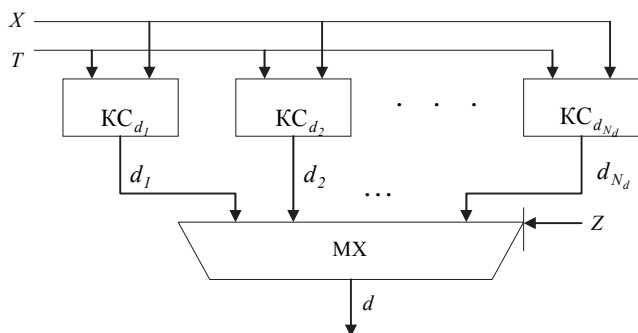 X
T
КС_{d_1} КС_{d_2} . . . КС_{d_{N_d}}
d_1 d_2 ... d_{N_d}
MX Z
d